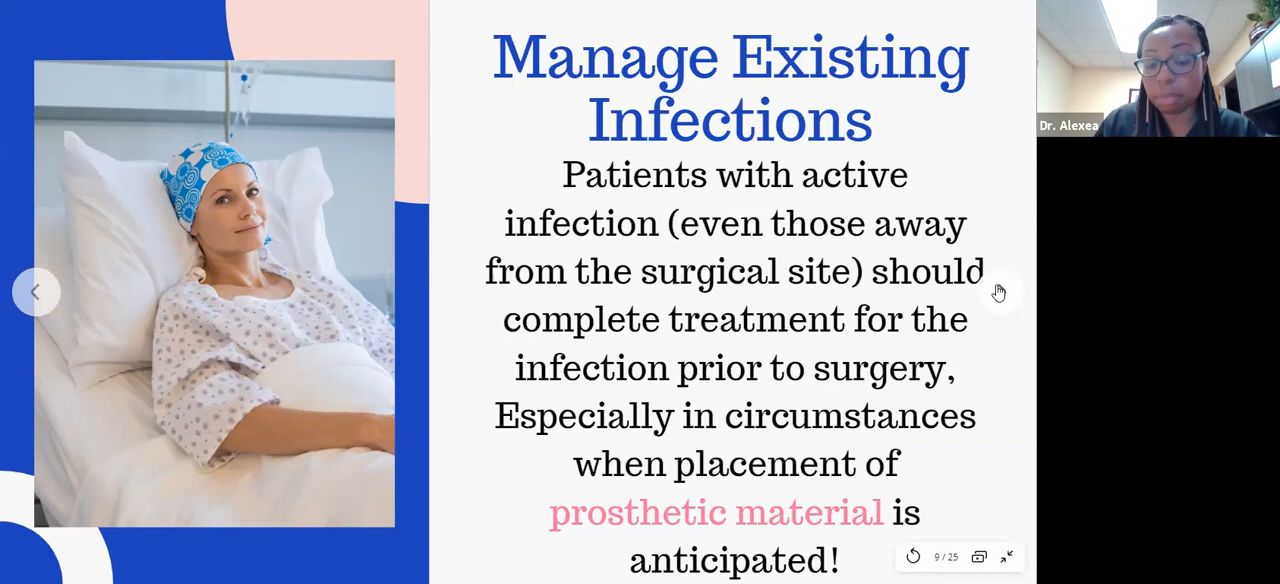 Manage Existing
Infections
Patients with active
infection (even those away
from the surgical site) should
complete treatment for the
infection prior to surgery,
Especially in circumstances
when placement of
prosthetic material is
anticipated!
Dr. Alexea
9 / 25